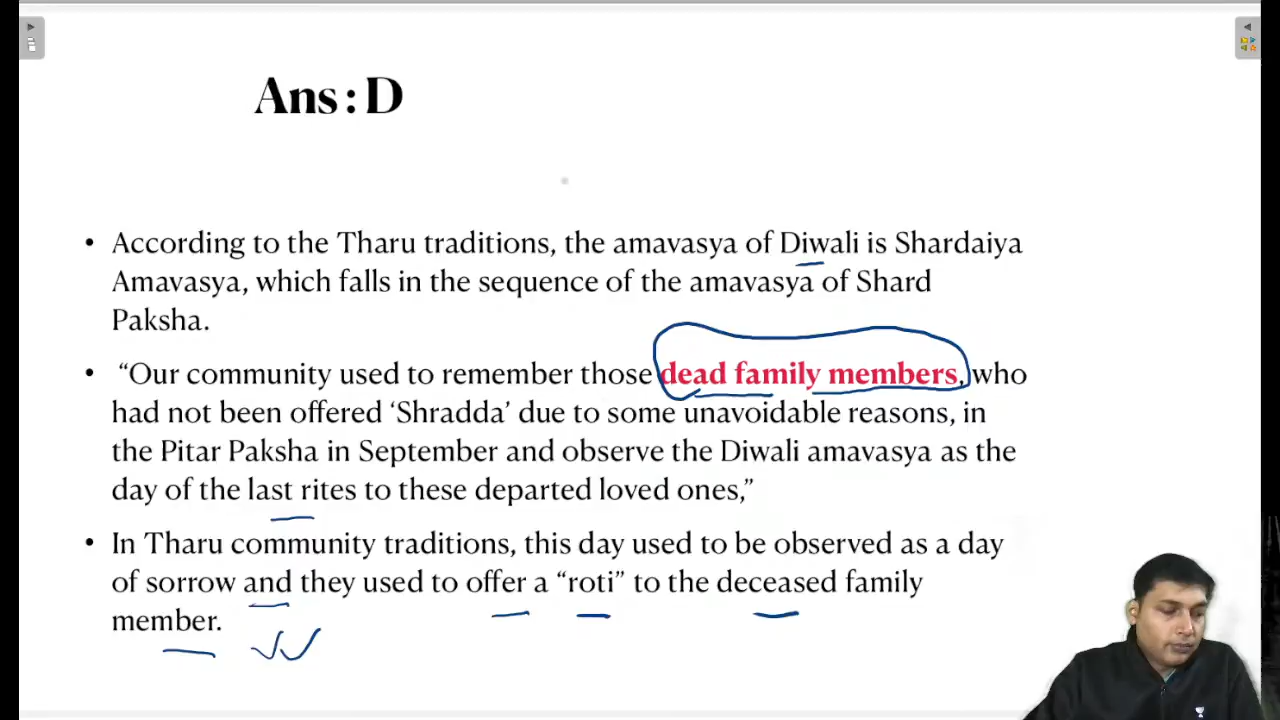 Ans : D
• According to the Tharu traditions, the amavasya of Diwali is Shardaiya
Amavasya, which falls in the sequence of the amavasya of Shard
Paksha.
• “Our community used to remember those dead family members, who
had not been offered ‘Shradda’ due to some unavoidable reasons, in
the Pitar Paksha in September and observe the Diwali amavasya as the
day of the last rites to these departed loved ones,”
• In Tharu community traditions, this day used to be observed as a day
of sorrow and they used to offer a “roti” to the deceased family
member.